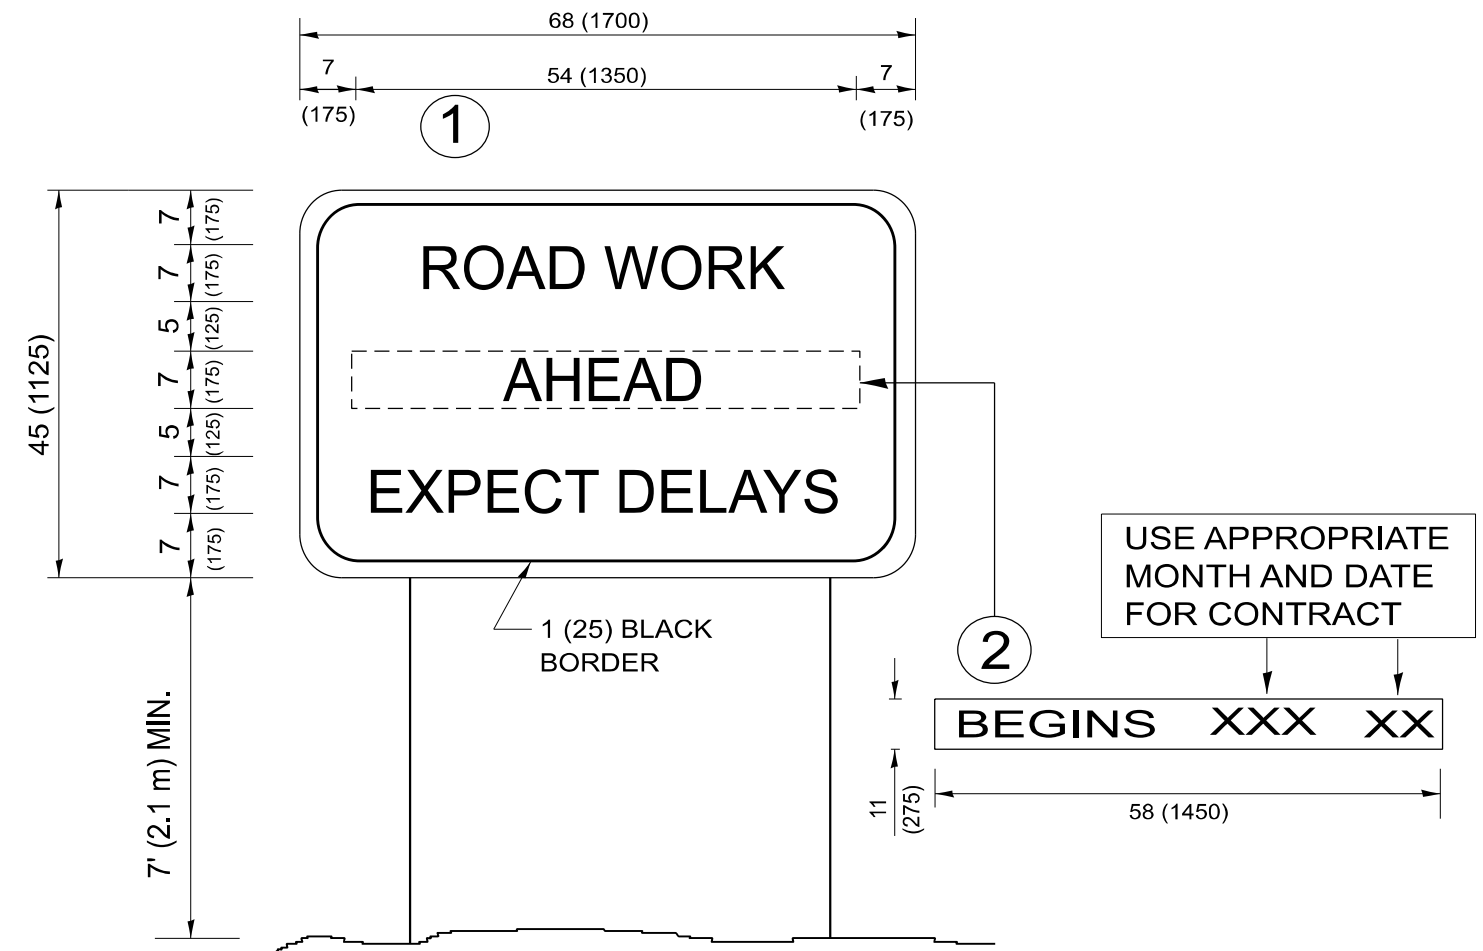 68 (1700)
7
54 (1350)
7
(175)
(175)
1
7
(175)
7
(175)
5
(125)
7
(175)
5
(125)
7
(175)
7
(175)
45 (1125)
ROAD WORK
AHEAD
EXPECT DELAYS
1 (25) BLACK
BORDER
7' (2.1 m) MIN.
2
USE APPROPRIATE
MONTH AND DATE
FOR CONTRACT
BEGINS XXX XX
11
(275)
58 (1450)